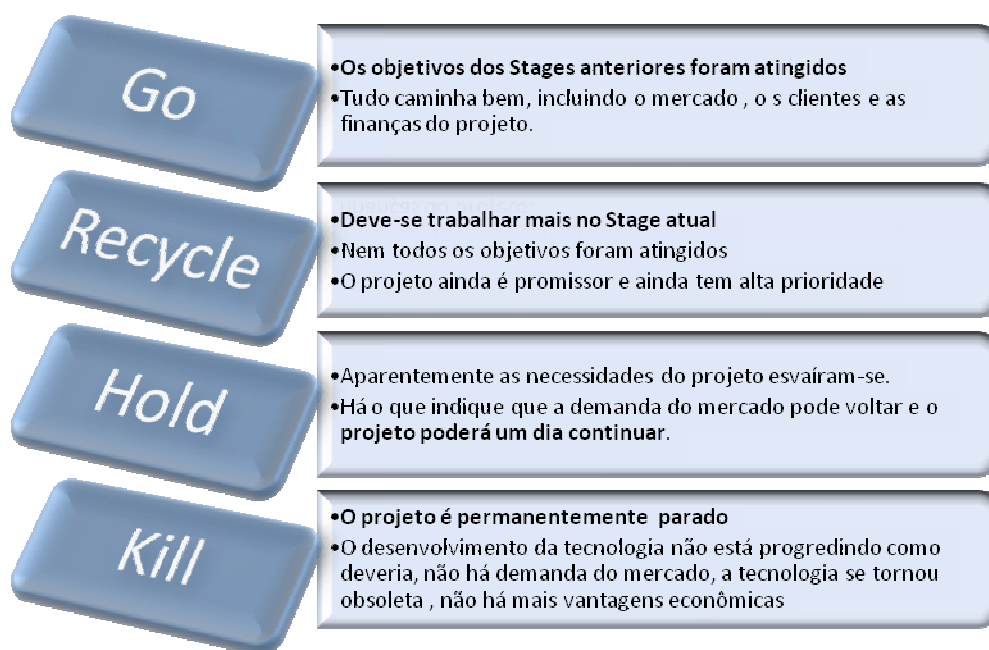 Go
•Os objetivos dos Stages anteriores foram atingidos
•Tudo caminha bem, incluindo o mercado , o s clientes e as
finanças do projeto.
Recycle
•Deve-se trabalhar mais no Stage atual
•Nem todos os objetivos foram atingidos
•O projeto ainda é promissor e ainda tem alta prioridade
Hold
•Aparentemente as necessidades do projeto esvaíram-se.
•Há o que indique que a demanda do mercado pode voltar e o
projeto poderá um dia continuar.
Kill
•O projeto é permanentemente parado
•O desenvolvimento da tecnologia não está progredindo como
deveria, não há demanda do mercado, a tecnologia se tornou
obsoleta , não há mais vantagens econômicas